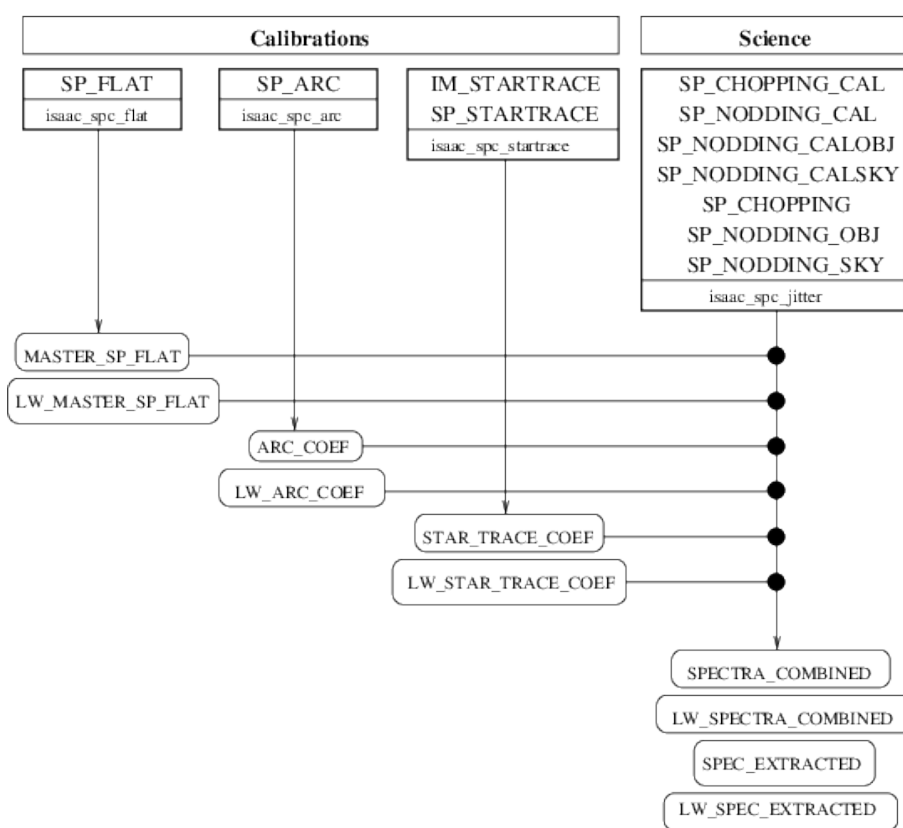 Calibrations
Science
SP_FLAT
isaac_spc_flat
SP_ARC
isaac_spc_arc
IM_STARTRACE
SP_STARTRACE
isaac_spc_startrace
SP_CHOPPING_CAL
SP_NODDING_CAL
SP_NODDING_CALOBJ
SP_NODDING_CALSKY
SP_CHOPPING
SP_NODDING_OBJ
SP_NODDING_SKY
isaac_spc_jitter
MASTER_SP_FLAT
LW_MASTER_SP_FLAT
ARC_COEF
LW_ARC_COEF
STAR_TRACE_COEF
LW_STAR_TRACE_COEF
SPECTRA_COMBINED
LW_SPECTRA_COMBINED
SPEC_EXTRACTED
LW_SPEC_EXTRACTED